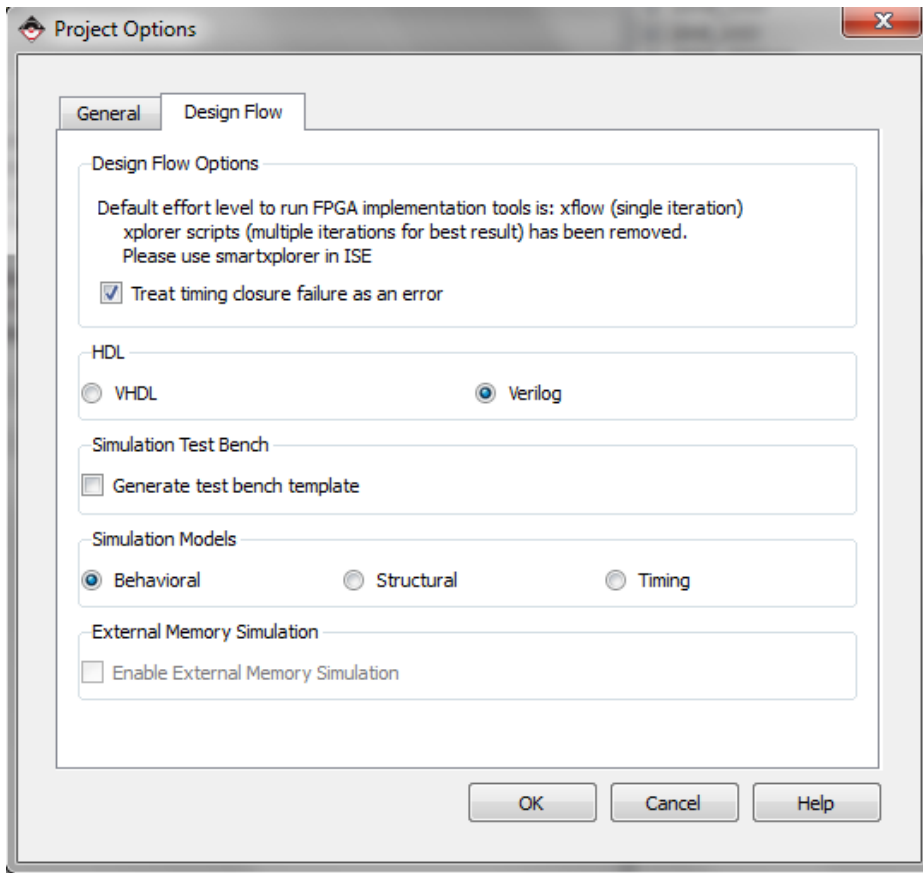 Project Options
General
Design Flow
Design Flow Options
Default effort level to run FPGA implementation tools is: xflow (single iteration)
xplorer scripts (multiple iterations for best result) has been removed.
Please use smartxplorer in ISE
Treat timing closure failure as an error
HDL
VHDL
Verilog
Simulation Test Bench
Generate test bench template
Simulation Models
Behavioral
Structural
Timing
External Memory Simulation
Enable External Memory Simulation
OK
Cancel
Help